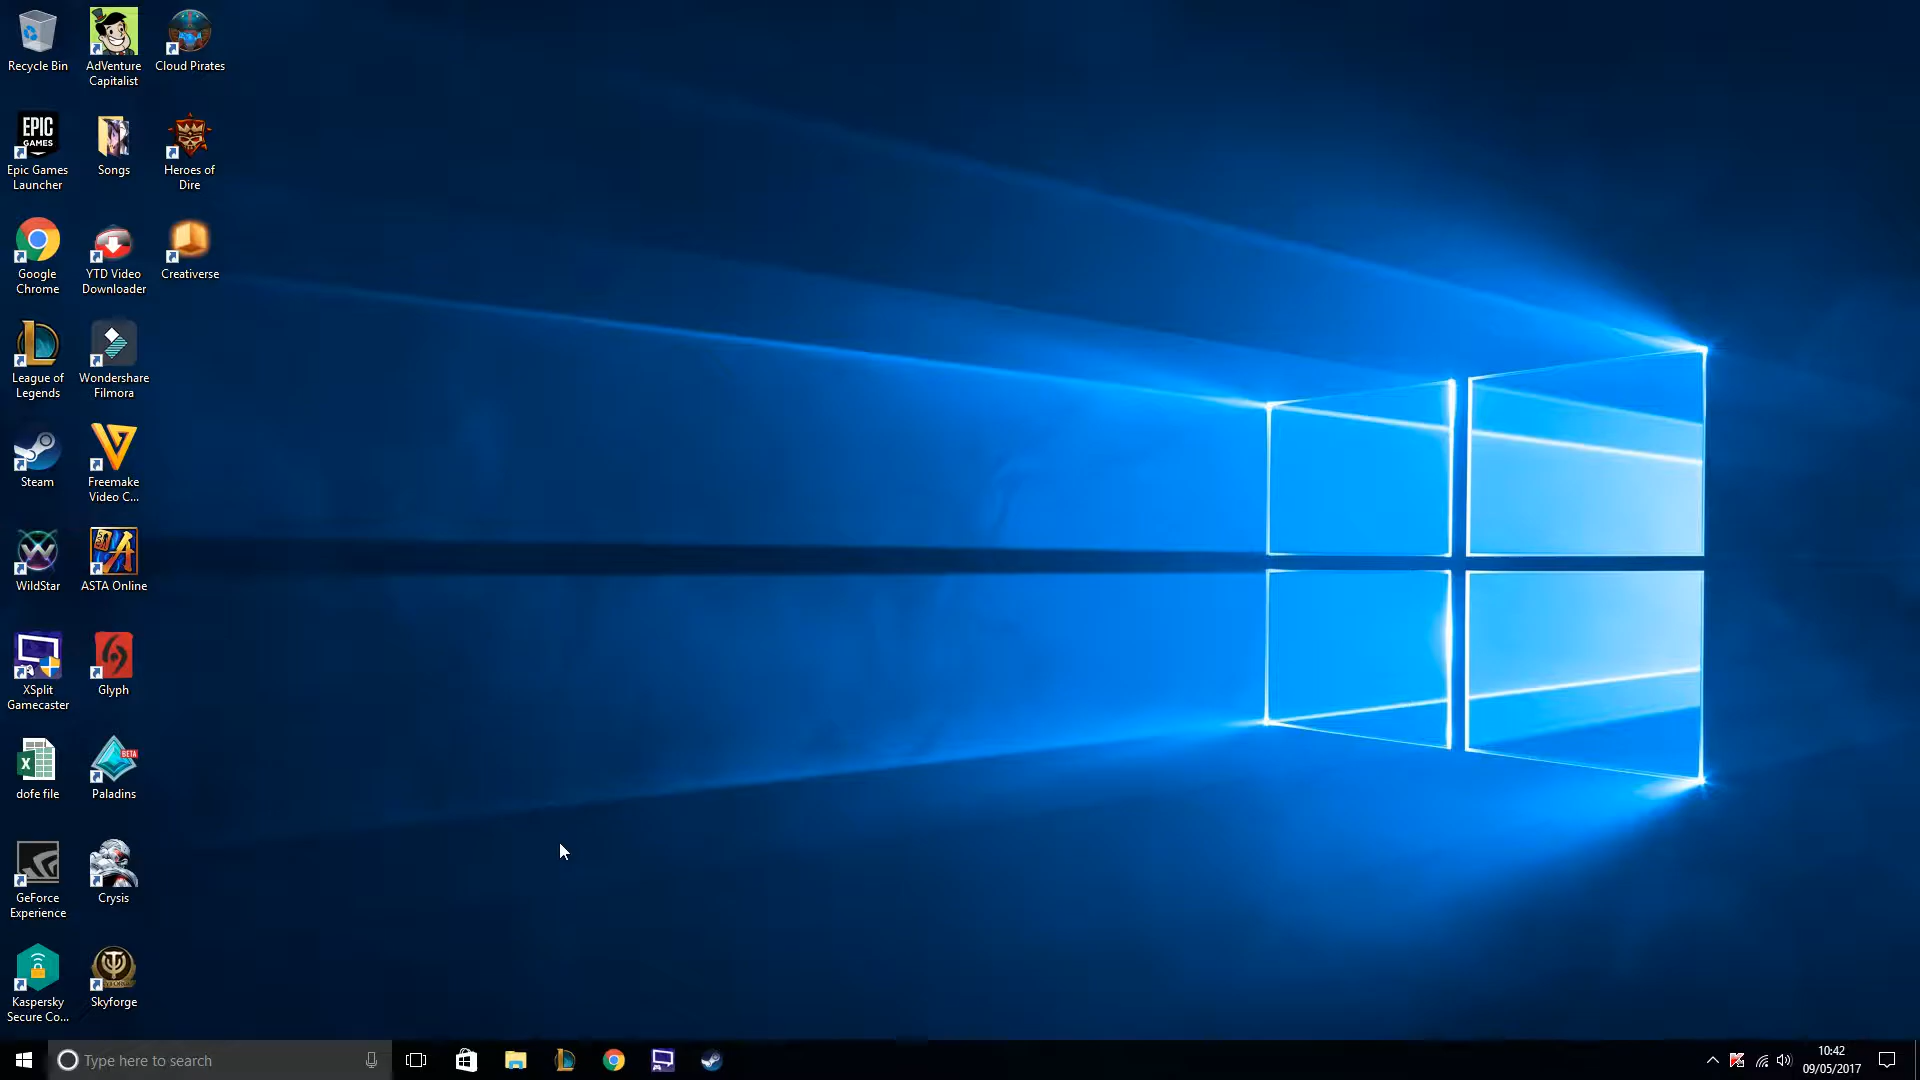 Recycle Bin
AdVenture
Capitalist
Cloud Pirates
EPIC
GAMES
Epic Games
Launcher
Songs
Heroes of
Dire
Google
Chrome
YTD Video
Downloader
Creativerse
League of
Legends
Wondershare
Filmora
Steam
Freemake
Video C...
WildStar
ASTA Online
XSplit
Gamecaster
Glyph
dofe file
BETA
Paladins
GeForce
Experience
Crysis
Kaspersky
Secure Co...
Skyforge
Type here to search
10:42
09/05/2017